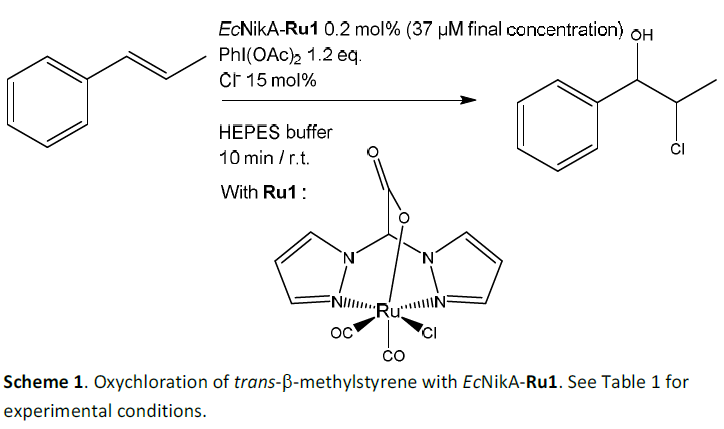 EcNikA-Ru1 0.2 mol% (37 µM final concentration)
PhI(OAc)2 1.2 eq.
Cl⁻ 15 mol%
HEPES buffer
10 min / r.t.
With Ru1 :
OH
Cl
O
O
N
N
N
N
Ru
OC
Cl
CO
Scheme 1. Oxychloration of trans-β-methylstyrene with EcNikA-Ru1. See Table 1 for
experimental conditions.